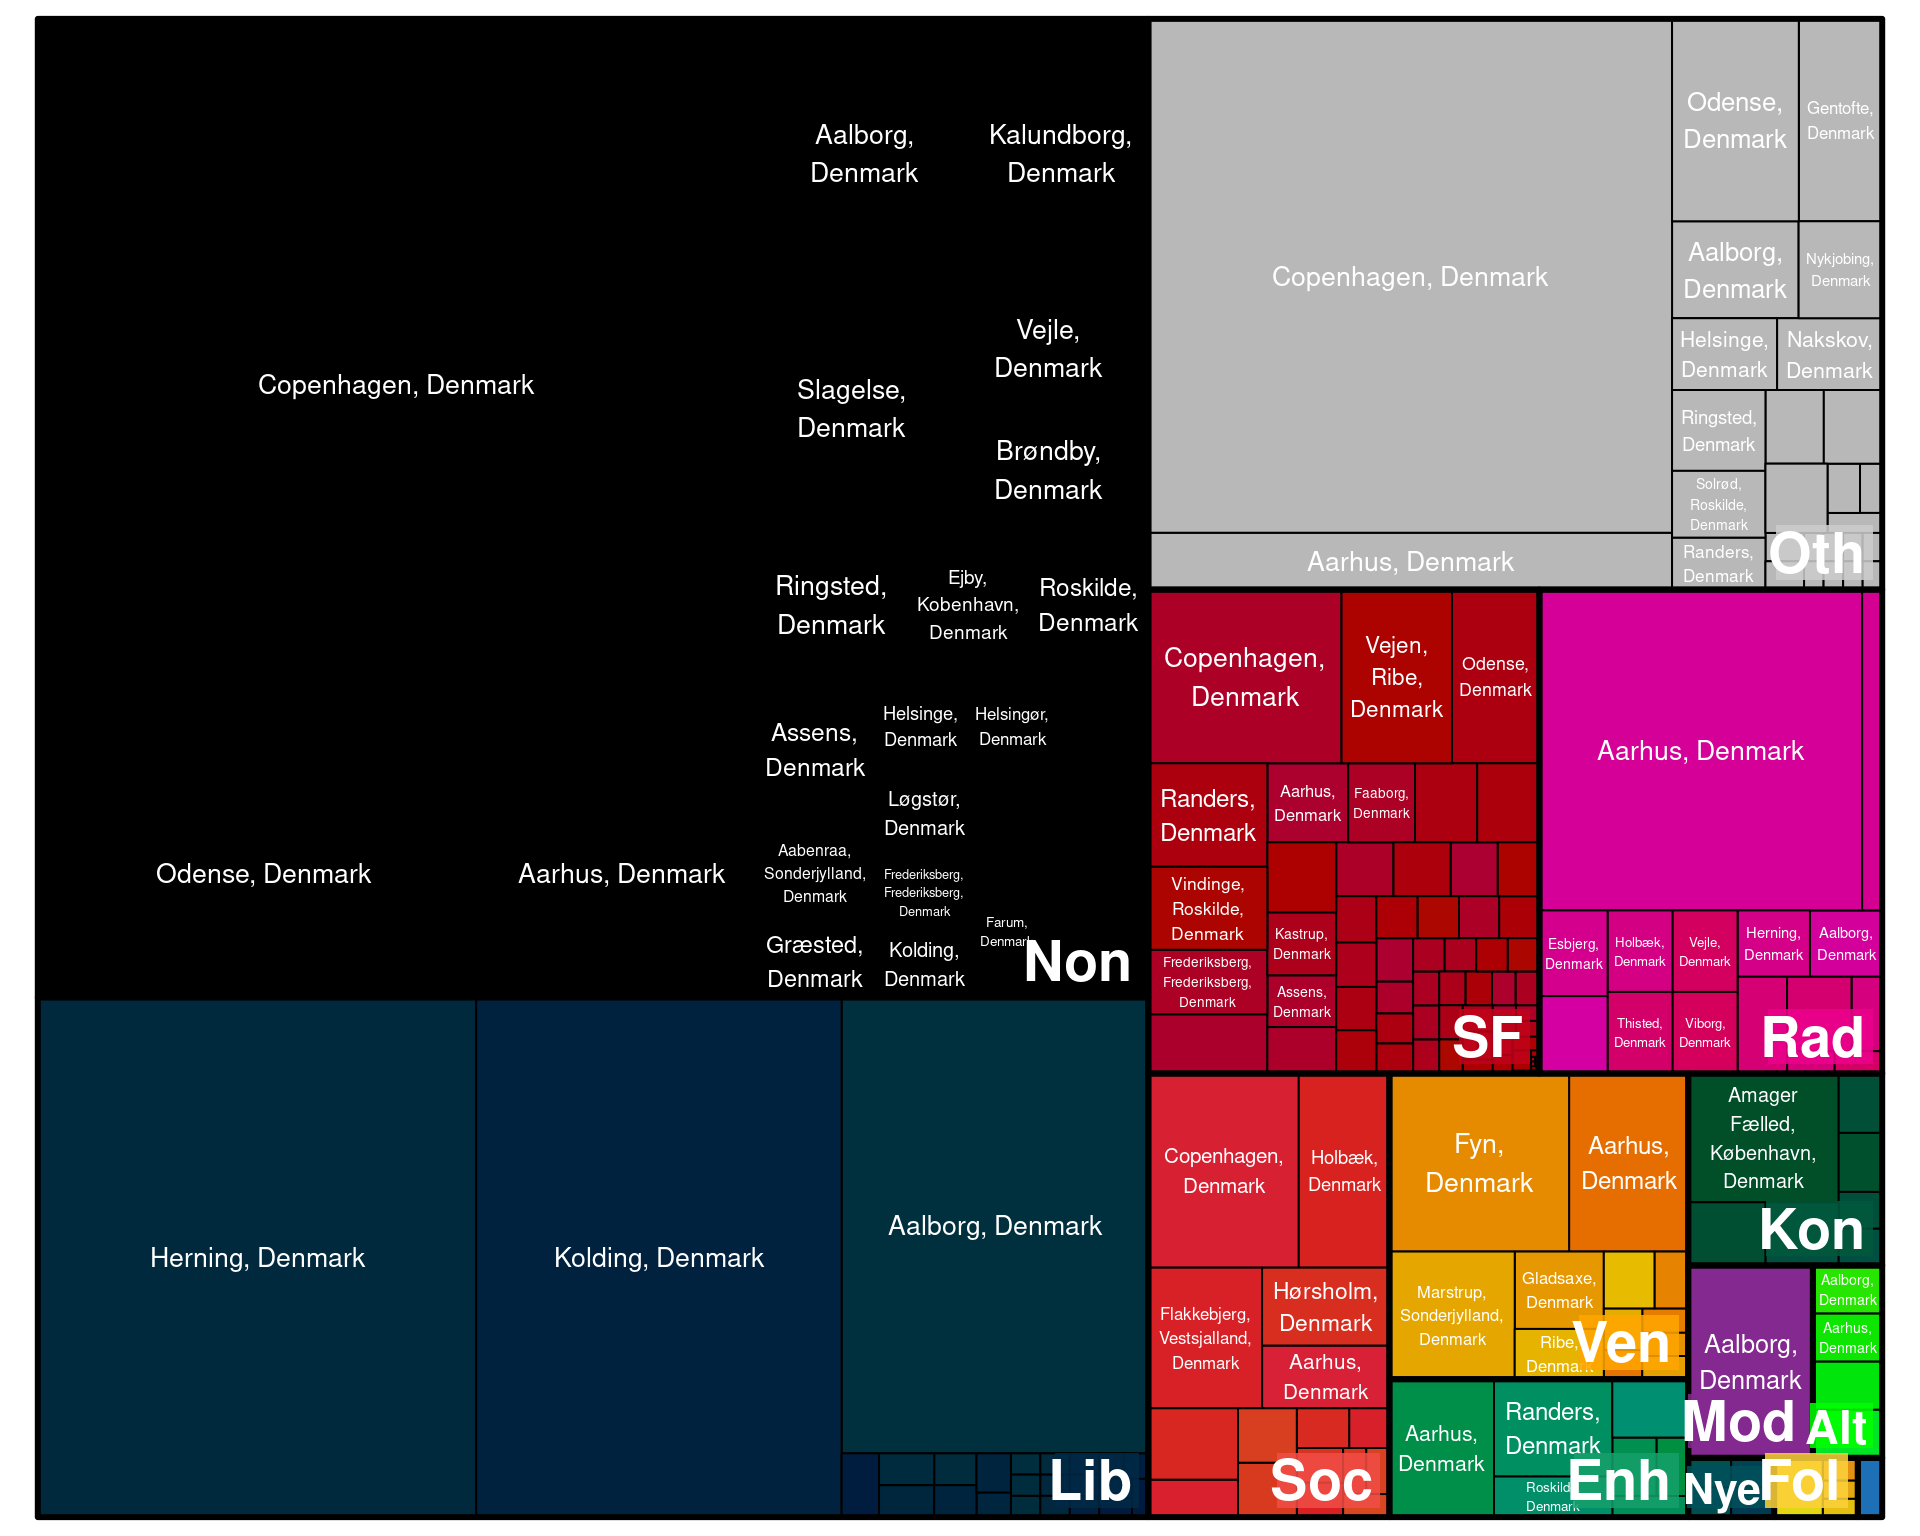 Copenhagen, Denmark
Aalborg,
Denmark
Kalundborg,
Denmark
Slagelse,
Denmark
Vejle,
Denmark
Brøndby,
Denmark
Ringsted,
Denmark
Ejby,
Kobenhavn,
Denmark
Roskilde,
Denmark
Odense, Denmark
Aarhus, Denmark
Assens,
Denmark
Helsinge,
Denmark
Helsingør,
Denmark
Løgstør,
Denmark
Aabenraa,
Sonderjylland,
Denmark
Frederiksberg,
Frederiksberg,
Denmark
Græsted,
Denmark
Kolding,
Denmark
Farum,
Denmark
Non
Herning, Denmark
Kolding, Denmark
Aalborg, Denmark
Lib
Copenhagen, Denmark
Aarhus, Denmark
Odense,
Denmark
Gentofte,
Denmark
Aalborg,
Denmark
Nykjobing,
Denmark
Helsinge,
Denmark
Nakskov,
Denmark
Ringsted,
Denmark
Solrød,
Roskilde,
Denmark
Randers,
Denmark
Oth
Copenhagen,
Denmark
Vejen,
Ribe,
Denmark
Odense,
Denmark
Randers,
Denmark
Aarhus,
Denmark
Faaborg,
Denmark
Vindinge,
Roskilde,
Denmark
Kastrup,
Denmark
Frederiksberg,
Frederiksberg,
Denmark
Assens,
Denmark
SF
Aarhus, Denmark
Esbjerg,
Denmark
Holbæk,
Denmark
Vejle,
Denmark
Herning,
Denmark
Aalborg,
Denmark
Thisted,
Denmark
Viborg,
Denmark
Rad
Copenhagen,
Denmark
Holbæk,
Denmark
Flakkebjerg,
Vestsjalland,
Denmark
Hørsholm,
Denmark
Aarhus,
Denmark
Soc
Fyn,
Denmark
Aarhus,
Denmark
Marstrup,
Sonderjylland,
Denmark
Gladsaxe,
Denmark
Ribe,
Denmark
Ven
Aarhus,
Denmark
Randers,
Denmark
Roskilde,
Denmark
Enh
Amager
Fælled,
København,
Denmark
Kon
Aalborg,
Denmark
Mod
Aalborg,
Denmark
Aarhus,
Denmark
Alt
Nye
Fol